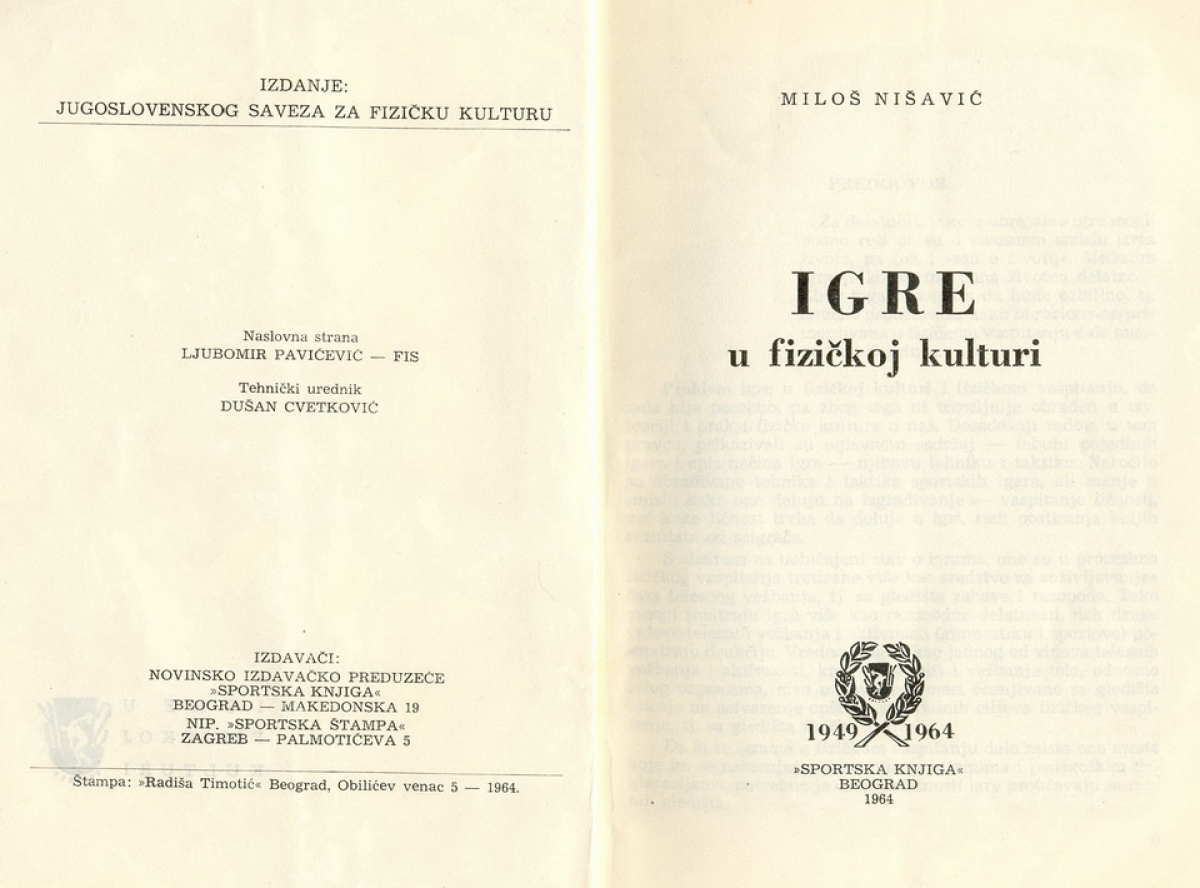 IZDANJE:
JUGOSLOVENSKOG SAVEZA ZA FIZIČKU KULTURU
Naslovna strana
LJUBOMIR PAVIĆEVIĆ — FIS
Tehnički urednik
DUŠAN CVETKOVIĆ
IZDAVAČI:
NOVINSKO IZDAVAČKO PREDUZEĆE
»SPORTSKA KNJIGA«
BEOGRAD — MAKEDONSKA 19
NIP. »SPORTSKA ŠTAMPA«
ZAGREB — PALMOTIĆEVA 5
Štampa: »Radiša Timotić« Beograd, Obilićev venac 5 — 1964.
MILOŠ NIŠAVIĆ
IGRE
u fizičkoj kulturi
1949 1964
»SPORTSKA KNJIGA«
BEOGRAD
1964